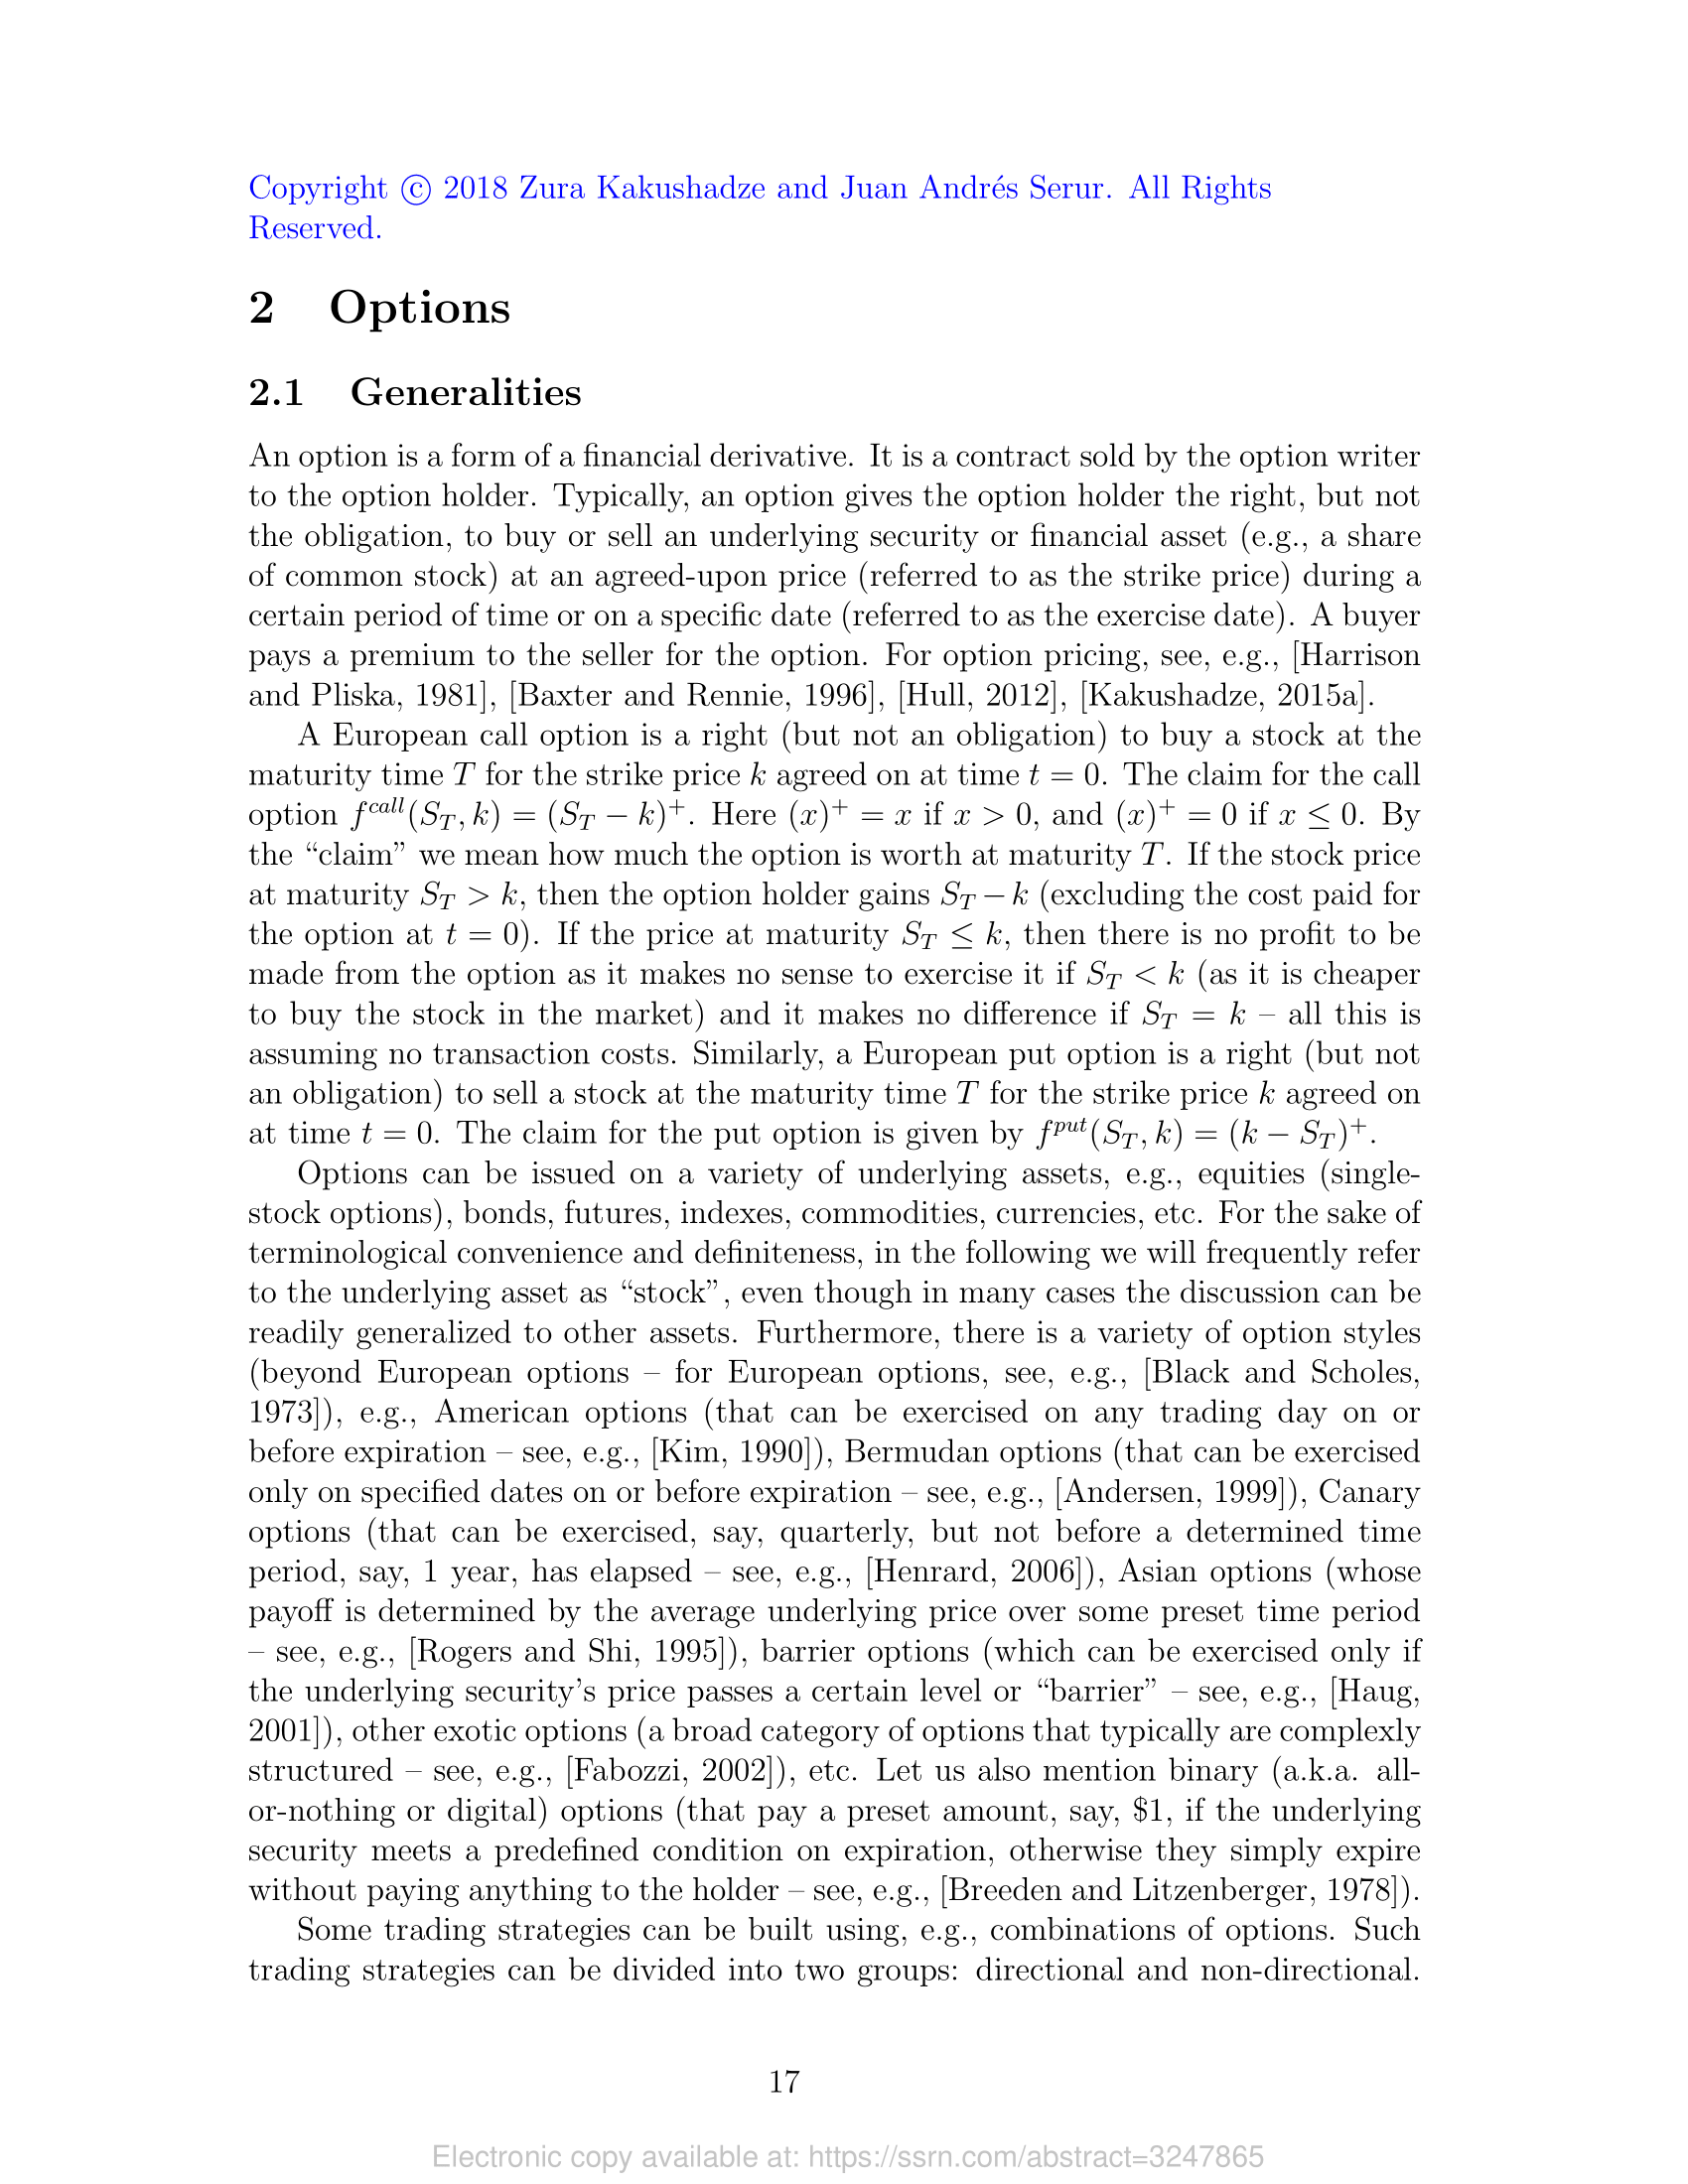 Copyright © 2018 Zura Kakushadze and Juan Andrés Serur. All Rights
Reserved.
2 Options
2.1 Generalities
An option is a form of a financial derivative. It is a contract sold by the option writer
to the option holder. Typically, an option gives the option holder the right, but not
the obligation, to buy or sell an underlying security or financial asset (e.g., a share
of common stock) at an agreed-upon price (referred to as the strike price) during a
certain period of time or on a specific date (referred to as the exercise date). A buyer
pays a premium to the seller for the option. For option pricing, see, e.g., [Harrison
and Pliska, 1981], [Baxter and Rennie, 1996], [Hull, 2012], [Kakushadze, 2015a].
A European call option is a right (but not an obligation) to buy a stock at the
maturity time T for the strike price k agreed on at time t = 0. The claim for the call
option f^{call}(S_T, k) = (S_T − k)^+. Here (x)^+ = x if x > 0, and (x)^+ = 0 if x ≤ 0. By
the “claim” we mean how much the option is worth at maturity T. If the stock price
at maturity S_T > k, then the option holder gains S_T − k (excluding the cost paid for
the option at t = 0). If the price at maturity S_T ≤ k, then there is no profit to be
made from the option as it makes no sense to exercise it if S_T < k (as it is cheaper
to buy the stock in the market) and it makes no difference if S_T = k – all this is
assuming no transaction costs. Similarly, a European put option is a right (but not
an obligation) to sell a stock at the maturity time T for the strike price k agreed on
at time t = 0. The claim for the put option is given by f^{put}(S_T, k) = (k − S_T)^+.
Options can be issued on a variety of underlying assets, e.g., equities (single-
stock options), bonds, futures, indexes, commodities, currencies, etc. For the sake of
terminological convenience and definiteness, in the following we will frequently refer
to the underlying asset as “stock”, even though in many cases the discussion can be
readily generalized to other assets. Furthermore, there is a variety of option styles
(beyond European options – for European options, see, e.g., [Black and Scholes,
1973]), e.g., American options (that can be exercised on any trading day on or
before expiration – see, e.g., [Kim, 1990]), Bermudan options (that can be exercised
only on specified dates on or before expiration – see, e.g., [Andersen, 1999]), Canary
options (that can be exercised, say, quarterly, but not before a determined time
period, say, 1 year, has elapsed – see, e.g., [Henrard, 2006]), Asian options (whose
payoff is determined by the average underlying price over some preset time period
– see, e.g., [Rogers and Shi, 1995]), barrier options (which can be exercised only if
the underlying security’s price passes a certain level or “barrier” – see, e.g., [Haug,
2001]), other exotic options (a broad category of options that typically are complexly
structured – see, e.g., [Fabozzi, 2002]), etc. Let us also mention binary (a.k.a. all-
or-nothing or digital) options (that pay a preset amount, say, $1, if the underlying
security meets a predefined condition on expiration, otherwise they simply expire
without paying anything to the holder – see, e.g., [Breeden and Litzenberger, 1978]).
Some trading strategies can be built using, e.g., combinations of options. Such
trading strategies can be divided into two groups: directional and non-directional.
17
Electronic copy available at: https://ssrn.com/abstract=3247865